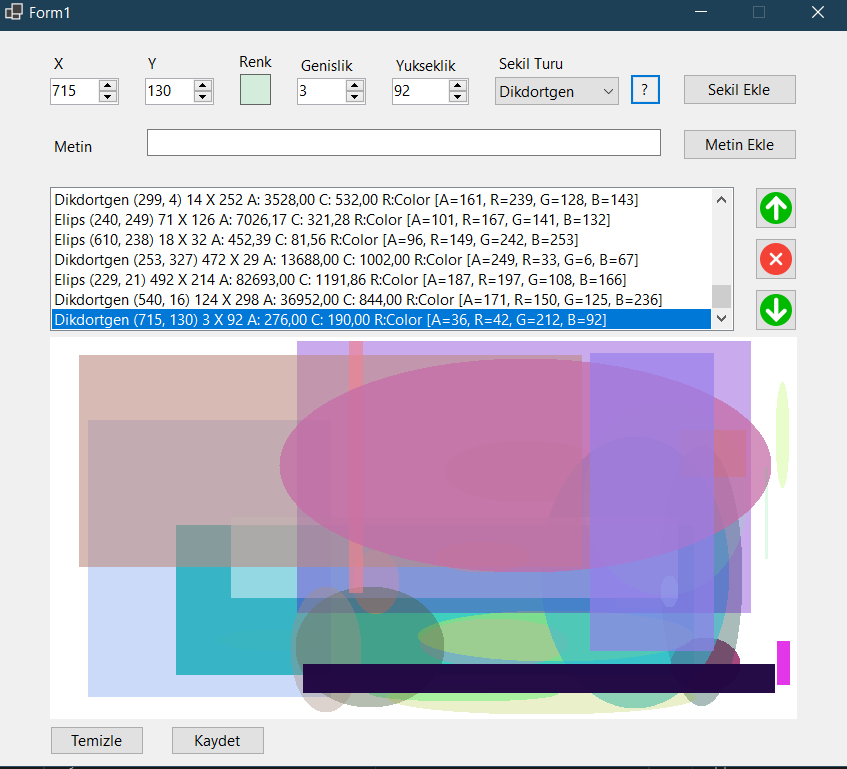 Form1
X Y Renk Genislik Yukseklik Sekil Turu
715 130 3 92 Dikdortgen ? Sekil Ekle
Metin Metin Ekle
Dikdortgen (299, 4) 14 X 252 A: 3528,00 C: 532,00 R:Color [A=161, R=239, G=128, B=143]
Elips (240, 249) 71 X 126 A: 7026,17 C: 321,28 R:Color [A=101, R=167, G=141, B=132]
Elips (610, 238) 18 X 32 A: 452,39 C: 81,56 R:Color [A=96, R=149, G=242, B=253]
Dikdortgen (253, 327) 472 X 29 A: 13688,00 C: 1002,00 R:Color [A=249, R=33, G=6, B=67]
Elips (229, 21) 492 X 214 A: 82693,00 C: 1191,86 R:Color [A=187, R=197, G=108, B=166]
Dikdortgen (540, 16) 124 X 298 A: 36952,00 C: 844,00 R:Color [A=171, R=150, G=125, B=236]
Dikdortgen (715, 130) 3 X 92 A: 276,00 C: 190,00 R:Color [A=36, R=42, G=212, B=92]
Temizle Kaydet